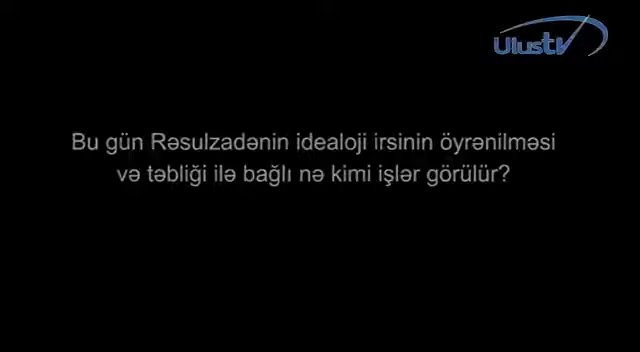 Ulustv
Bu gün Rəsulzadənin idealoji irsinin öyrənilməsi
və təbliği ilə bağlı nə kimi işlər görülür?